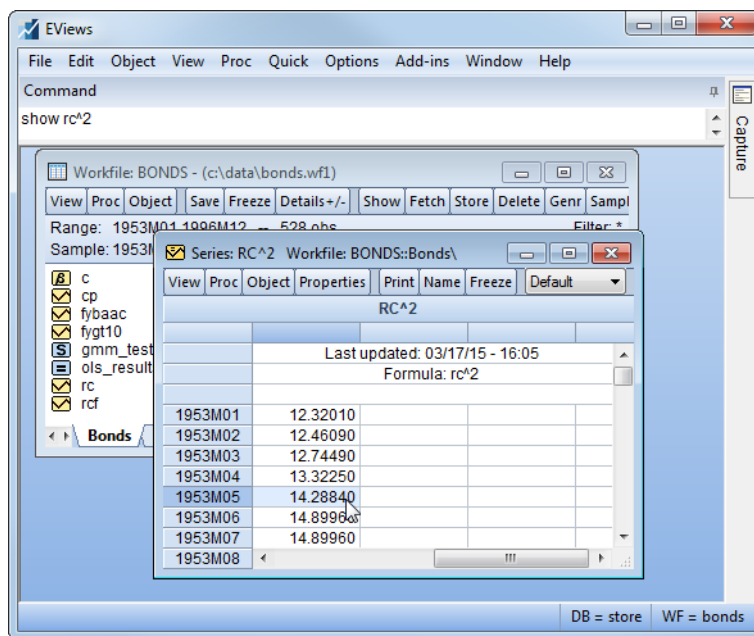 EViews
File Edit Object View Proc Quick Options Add-ins Window Help
Command
show rc^2
Capture
Workfile: BONDS - (c:\data\bonds.wf1)
View Proc Object Save Freeze Details+/- Show Fetch Store Delete Genr Sampl
Range: 1953M01 1996M12 -- 528 obs
Filter: *
Sample: 1953M
c
cp
fybaac
fygt10
gmm_test
ols_result
rc
rcf
Bonds
Series: RC^2 Workfile: BONDS::Bonds\
View Proc Object Properties Print Name Freeze Default
RC^2
Last updated: 03/17/15 - 16:05
Formula: rc^2
1953M01 12.32010
1953M02 12.46090
1953M03 12.74490
1953M04 13.32250
1953M05 14.28840
1953M06 14.89960
1953M07 14.89960
1953M08
DB = store WF = bonds